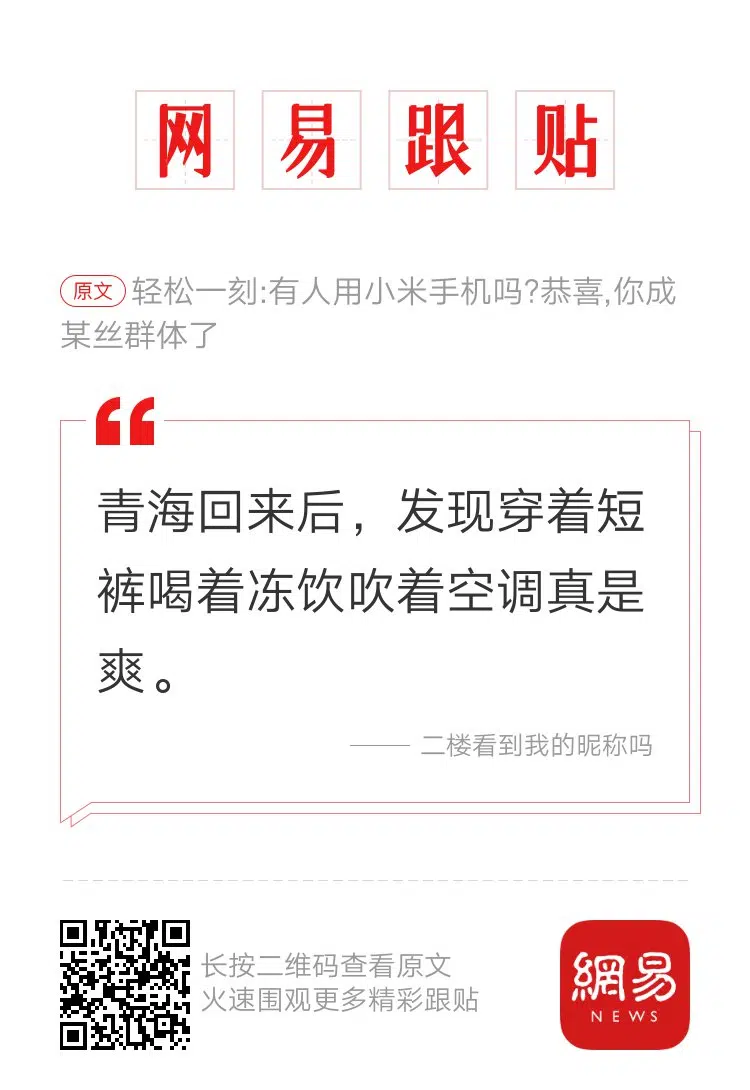 网易跟贴
原文 轻松一刻:有人用小米手机吗?恭喜,你成
某丝群体了
青海回来后，发现穿着短
裤喝着冻饮吹着空调真是
爽。
—— 二楼看到我的昵称吗
长按二维码查看原文
火速围观更多精彩跟贴
網易
NEWS